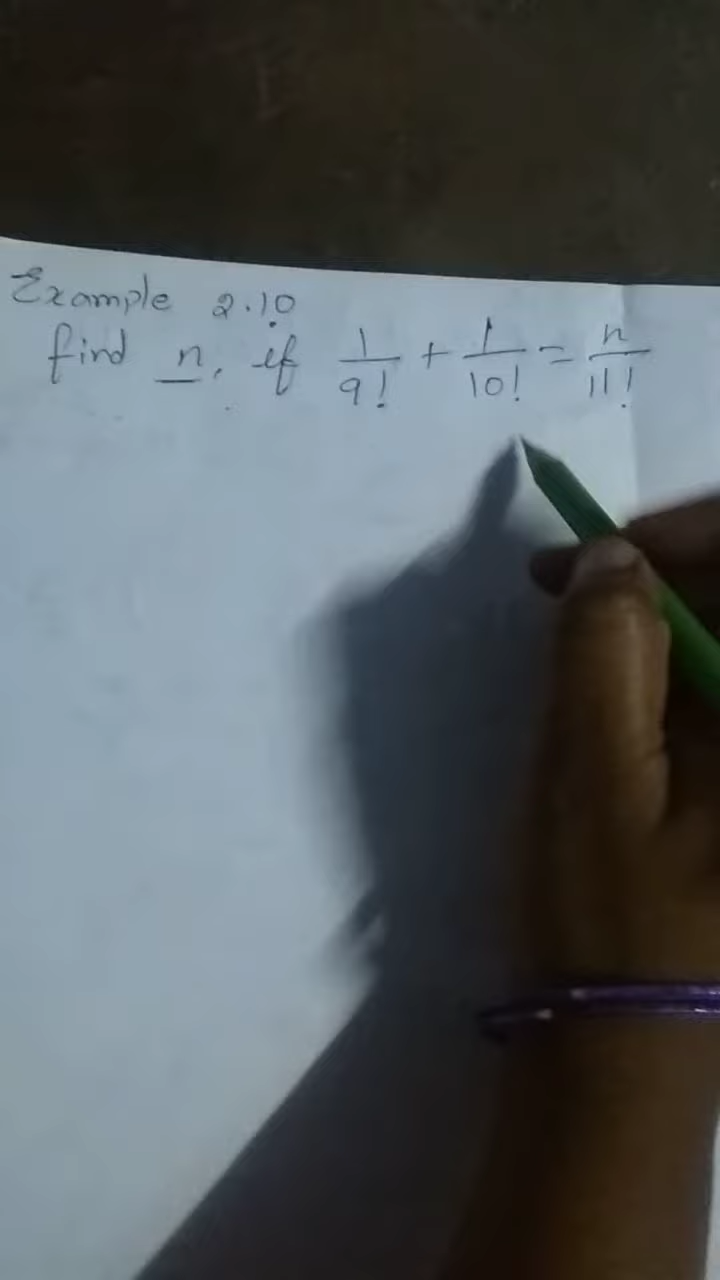 Example 2.10
find n, if 1/9! + 1/10! = n/11!